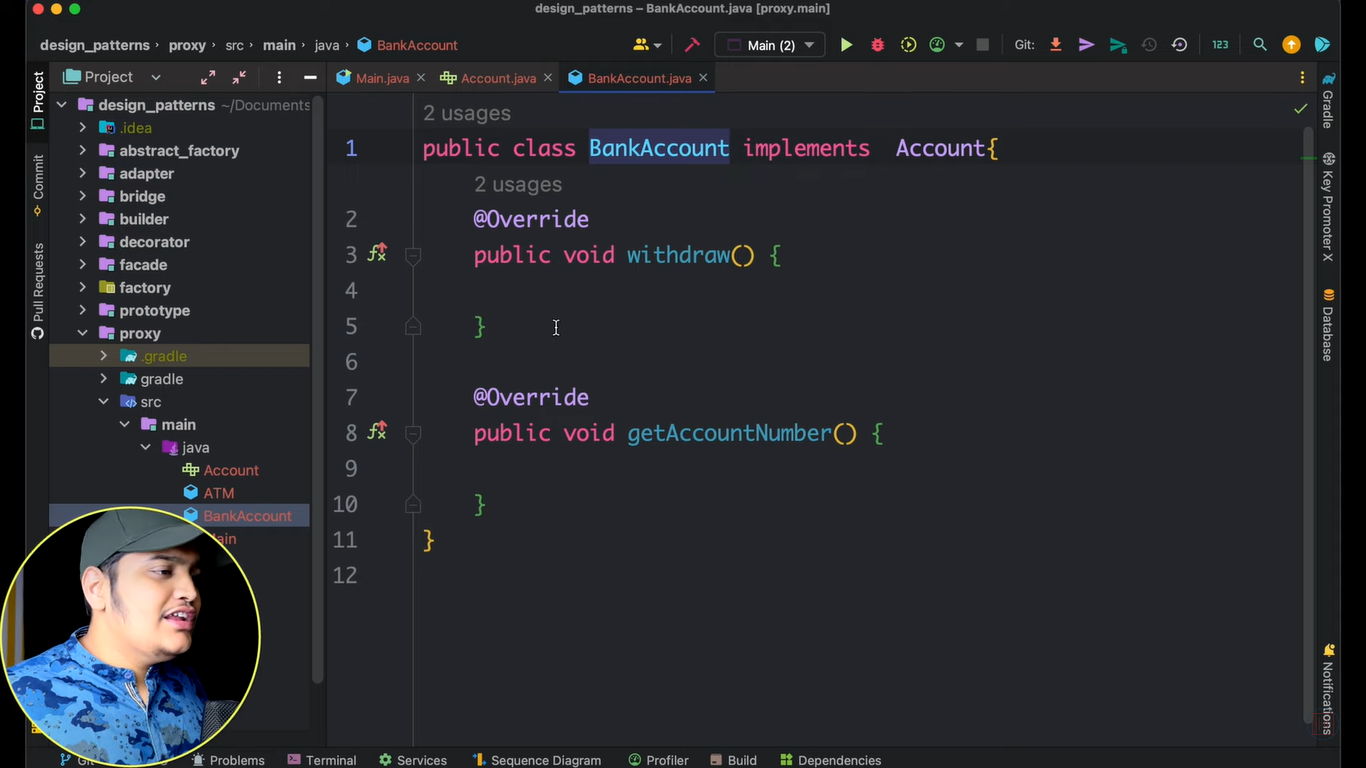 design_patterns – BankAccount.java [proxy.main]
design_patterns › proxy › src › main › java › BankAccount
Main (2)
Git:
123
Project
Main.java
Account.java
BankAccount.java
Project
Commit
Pull Requests
design_patterns ~/Documents
.idea
abstract_factory
adapter
bridge
builder
decorator
facade
factory
prototype
proxy
.gradle
gradle
src
main
java
Account
ATM
BankAccount
2 usages
1 public class BankAccount implements  Account{
2 usages
2 @Override
3 public void withdraw() {
4
5 }
6
7 @Override
8 public void getAccountNumber() {
9
10 }
11 }
12
Gradle
Key Promoter X
Database
Notifications
Problems
Terminal
Services
Sequence Diagram
Profiler
Build
Dependencies